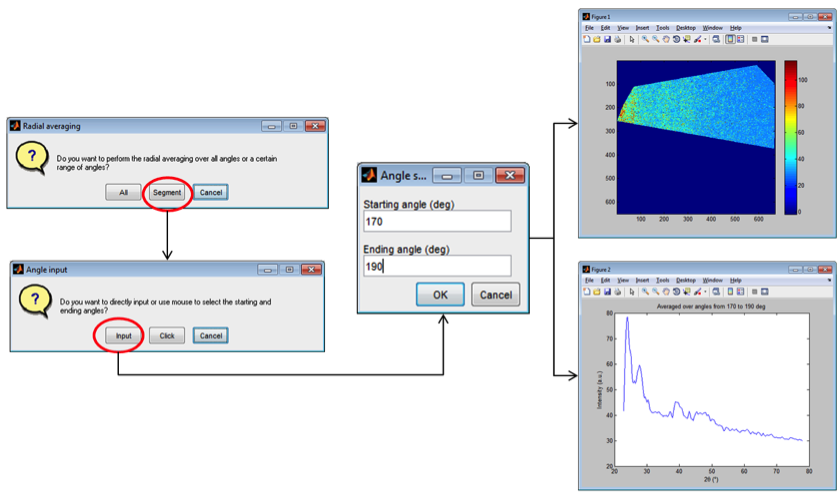 Radial averaging
?
Do you want to perform the radial averaging over all angles or a certain
range of angles?
All
Segment
Cancel
Angle input
?
Do you want to directly input or use mouse to select the starting and
ending angles?
Input
Click
Cancel
Angle s...
Starting angle (deg)
170
Ending angle (deg)
190
OK
Cancel
Figure 1
File Edit View Insert Tools Desktop Window Help
100
200
300
400
500
600
100 200 300 400 500 600
100
80
60
40
20
0
Figure 2
File Edit View Insert Tools Desktop Window Help
Averaged over angles from 170 to 190 deg
Intensity (a.u.)
80
70
60
50
40
30
20
20 30 40 50 60 70 80
2θ (°)